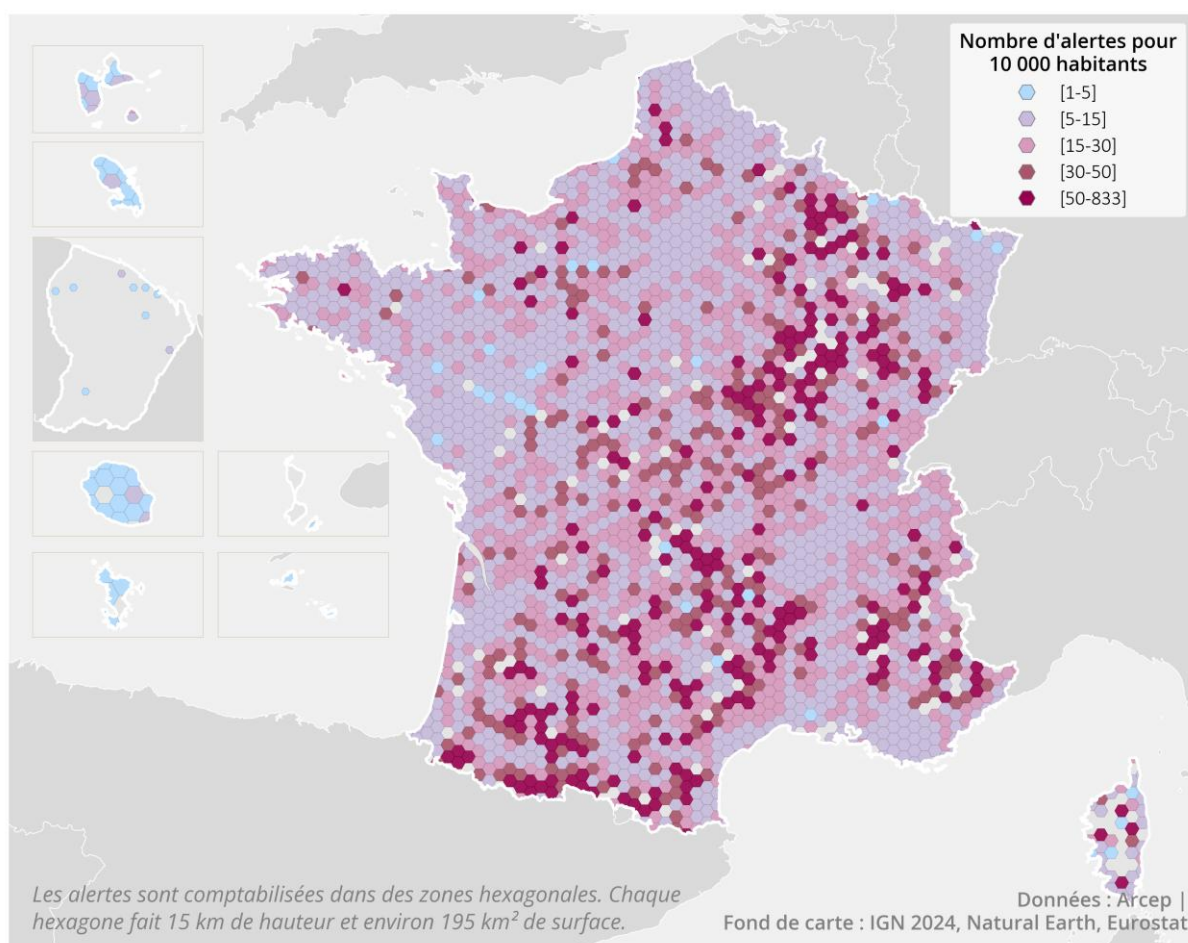 Nombre d'alertes pour
10 000 habitants
[1-5]
[5-15]
[15-30]
[30-50]
[50-833]
Les alertes sont comptabilisées dans des zones hexagonales. Chaque
hexagone fait 15 km de hauteur et environ 195 km² de surface.
Données : Arcep |
Fond de carte : IGN 2024, Natural Earth, Eurostat